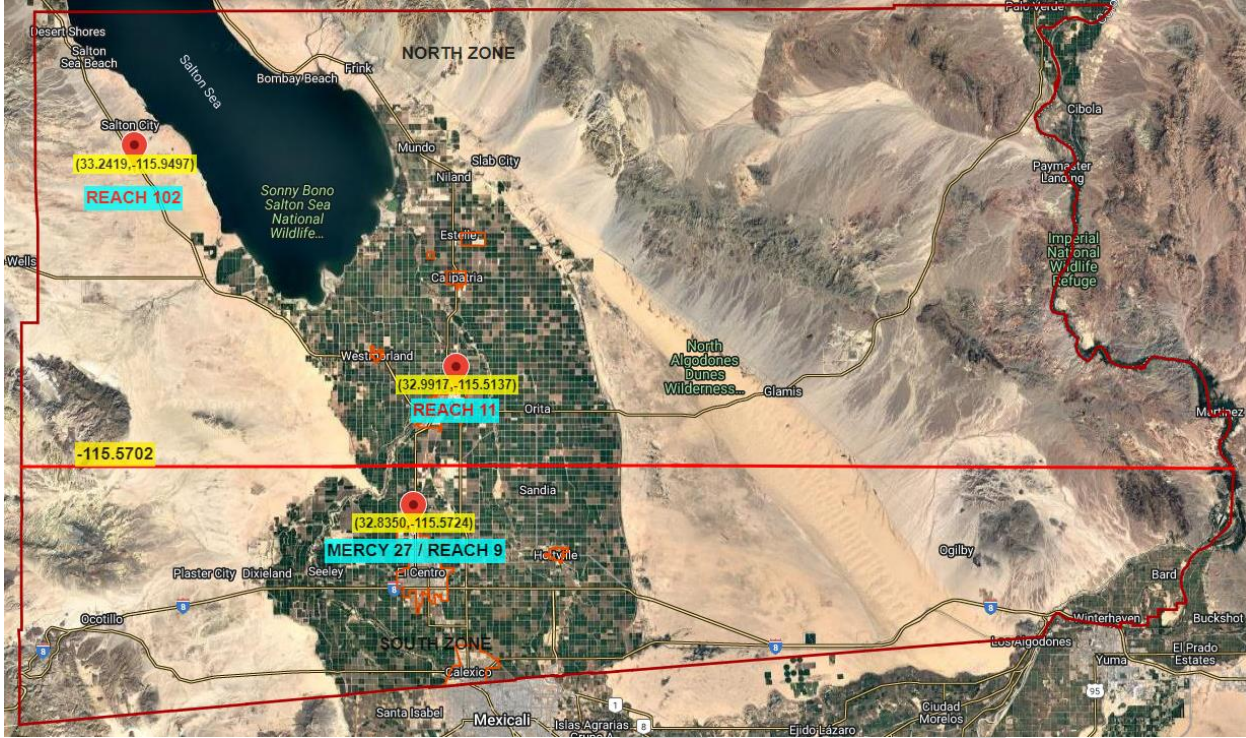 Palo Verde
Desert Shores
Salton
Sea Beach
Salton Sea
Bombay Beach
Frink
NORTH ZONE
Cibola
Salton City
(33.2419,-115.9497)
REACH 102
Mundo
Slab City
Niland
Paymaster
Landing
Sonny Bono
Salton Sea
National
Wildlife...
Estelle
Calipatria
Imperial
National
Wildlife
Refuge
-Wells
Westmorland
(32.9917,-115.5137)
REACH 11
Orita
North
Algodones
Dunes
Wilderness...
Glamis
Martinez
-115.5702
Sandia
(32.8350,-115.5724)
MERCY 27 / REACH 9
Holtville
Ogilby
Plaster City
Dixieland
Seeley
El Centro
Bard
8
8
8
8
8
Ocotillo
Winterhaven
Buckshot
SOUTH ZONE
Los Algodones
El Prado
Estates
Yuma
Calexico
95
Santa Isabel
Mexicali
1
8
Islas Agrarias
Grupo A
Ejido Lázaro
Ciudad
Morelos